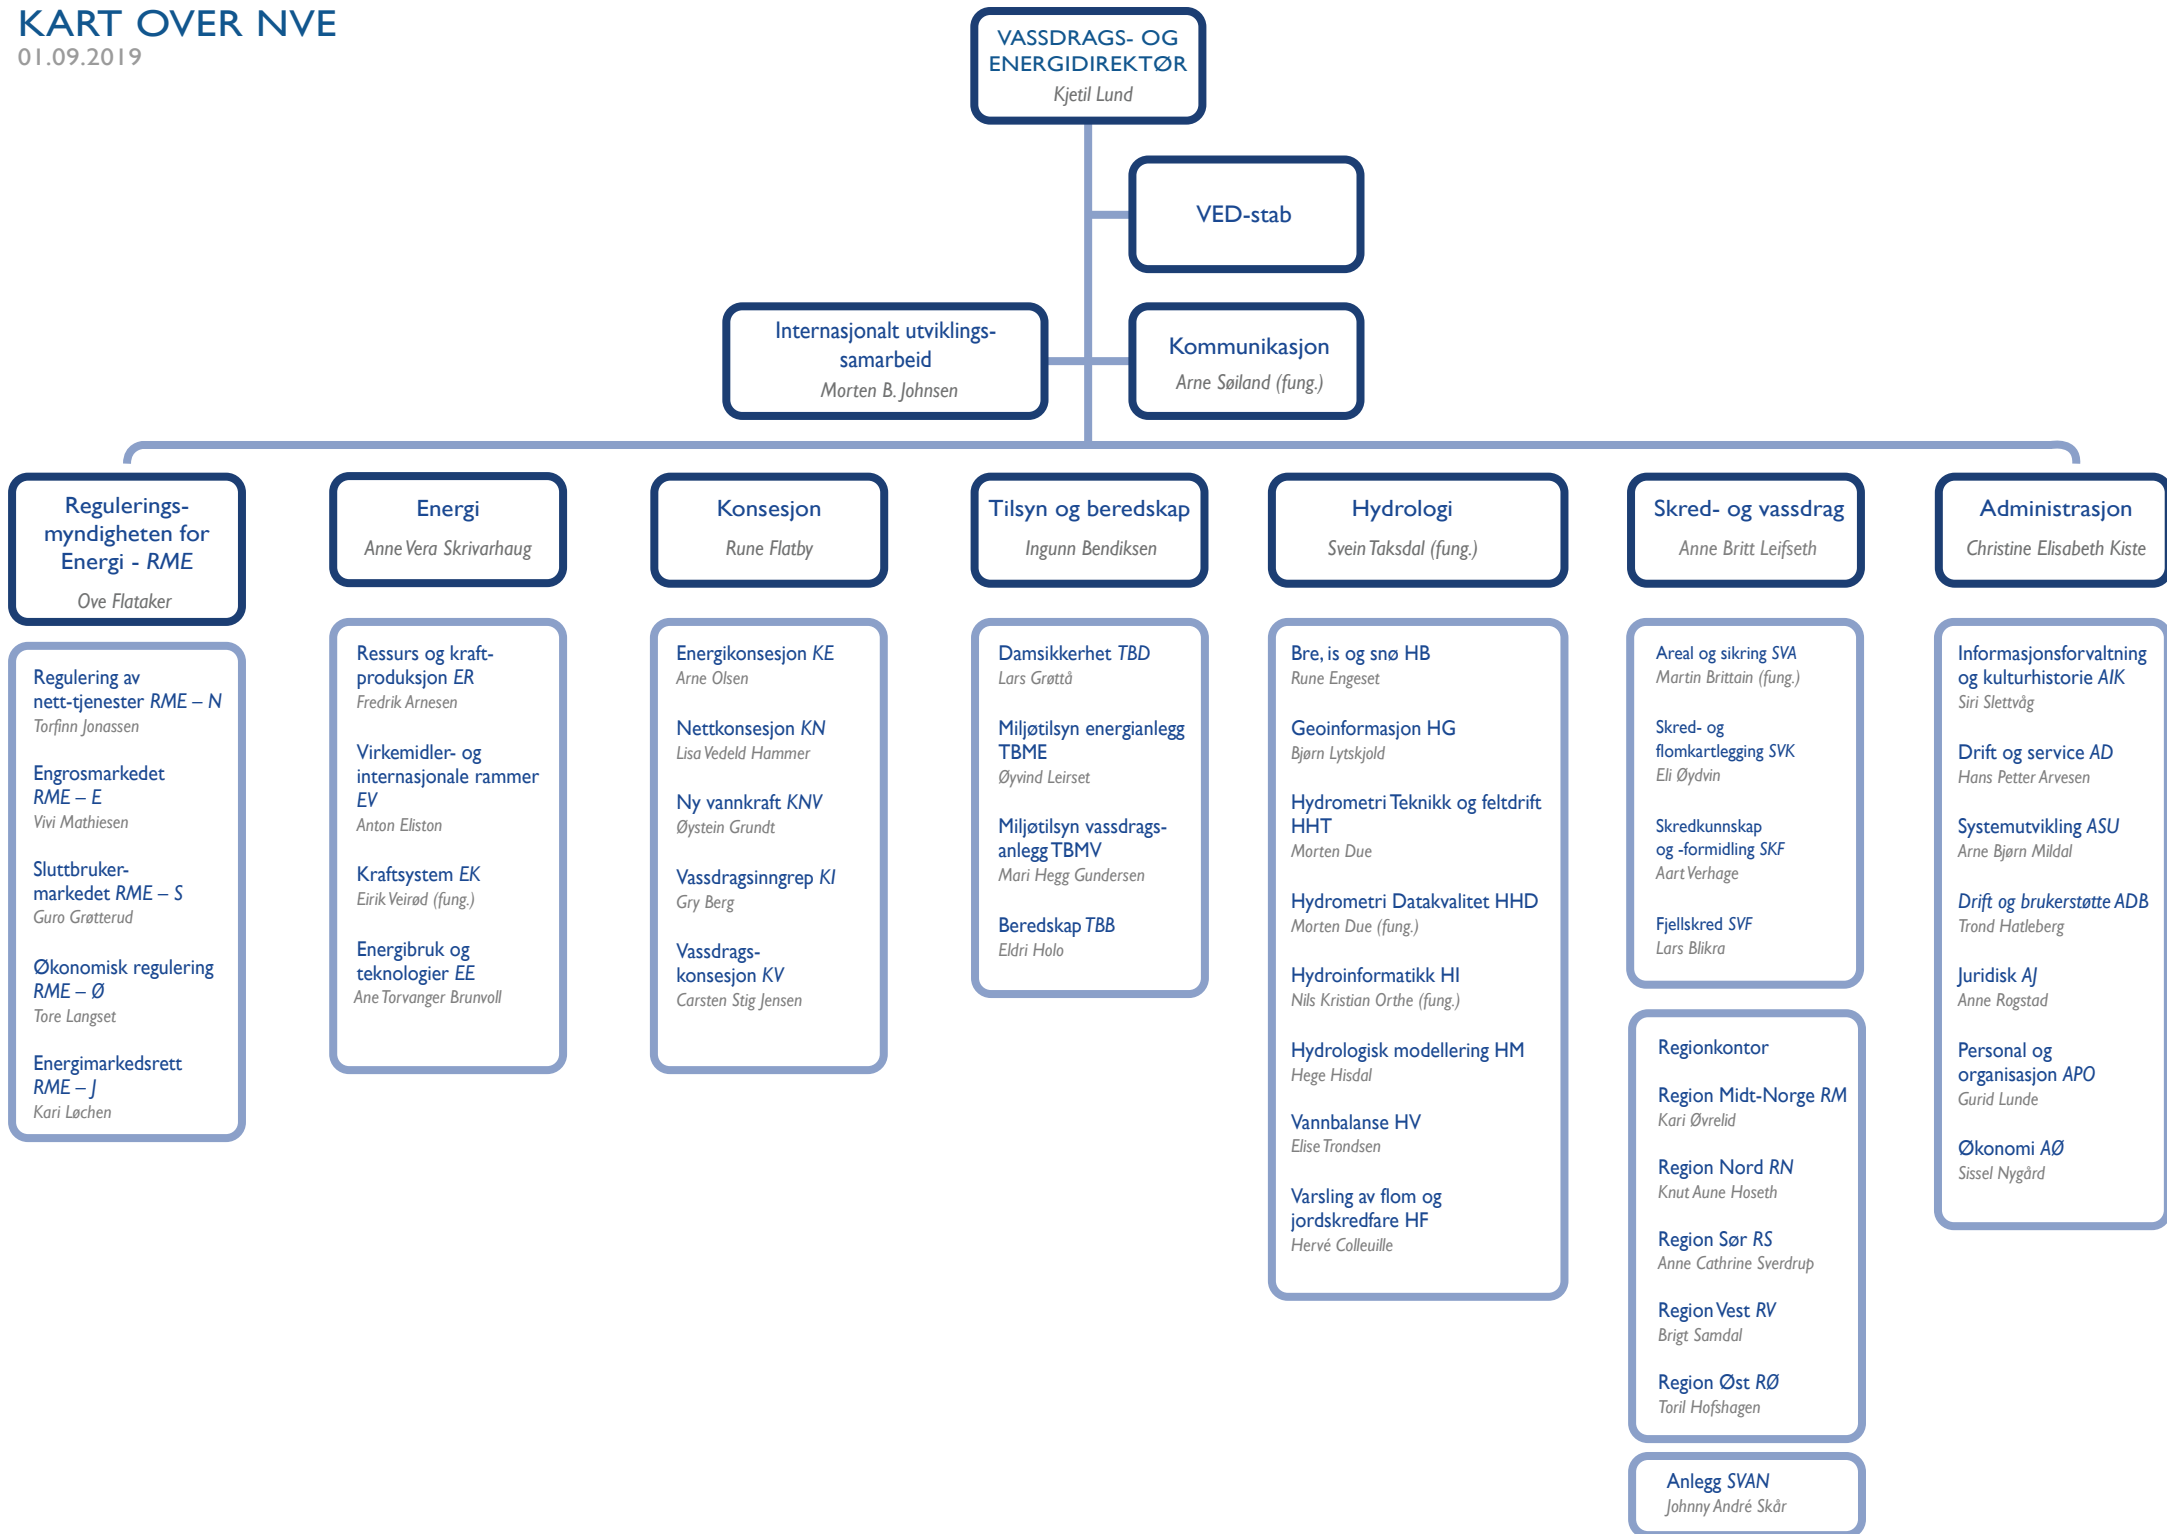 KART OVER NVE
01.09.2019
VASSDRAGS- OG
ENERGIDIREKTØR
Kjetil Lund
VED-stab
Internasjonalt utviklings-
samarbeid
Morten B. Johnsen
Kommunikasjon
Arne Søiland (fung.)
Regulerings-
myndigheten for
Energi - RME
Ove Flataker
Regulering av
nett-tjenester RME – N
Torfinn Jonassen
Engrosmarkedet
RME – E
Vivi Mathiesen
Sluttbruker-
markedet RME – S
Guro Grøtterud
Økonomisk regulering
RME – Ø
Tore Langset
Energimarkedsrett
RME – J
Kari Løchen
Energi
Anne Vera Skrivarhaug
Ressurs og kraft-
produksjon ER
Fredrik Arnesen
Virkemidler- og
internasjonale rammer
EV
Anton Eliston
Kraftsystem EK
Eirik Veirød (fung.)
Energibruk og
teknologier EE
Ane Torvanger Brunvoll
Konsesjon
Rune Flatby
Energikonsesjon KE
Arne Olsen
Nettkonsesjon KN
Lisa Vedeld Hammer
Ny vannkraft KNV
Øystein Grundt
Vassdragsinngrep KI
Gry Berg
Vassdrags-
konsesjon KV
Carsten Stig Jensen
Tilsyn og beredskap
Ingunn Bendiksen
Damsikkerhet TBD
Lars Grøttå
Miljøtilsyn energianlegg
TBME
Øyvind Leirset
Miljøtilsyn vassdrags-
anlegg TBMV
Mari Hegg Gundersen
Beredskap TBB
Eldri Holo
Hydrologi
Svein Taksdal (fung.)
Bre, is og snø HB
Rune Engeset
Geoinformasjon HG
Bjørn Lytskjold
Hydrometri Teknikk og feltdrift
HHT
Morten Due
Hydrometri Datakvalitet HHD
Morten Due (fung.)
Hydroinformatikk HI
Nils Kristian Orthe (fung.)
Hydrologisk modellering HM
Hege Hisdal
Vannbalanse HV
Elise Trondsen
Varsling av flom og
jordskredfare HF
Hervé Colleuille
Skred- og vassdrag
Anne Britt Leifseth
Areal og sikring SVA
Martin Brittain (fung.)
Skred- og
flomkartlegging SVK
Eli Øydvin
Skredkunnskap
og -formidling SKF
Aart Verhage
Fjellskred SVF
Lars Blikra
Regionkontor
Region Midt-Norge RM
Kari Øvrelid
Region Nord RN
Knut Aune Hoseth
Region Sør RS
Anne Cathrine Sverdrup
Region Vest RV
Brigt Samdal
Region Øst RØ
Toril Hofshagen
Anlegg SVAN
Johnny André Skår
Administrasjon
Christine Elisabeth Kiste
Informasjonsforvaltning
og kulturhistorie AIK
Siri Slettvåg
Drift og service AD
Hans Petter Arvesen
Systemutvikling ASU
Arne Bjørn Mildal
Drift og brukerstøtte ADB
Trond Hatleberg
Juridisk AJ
Anne Rogstad
Personal og
organisasjon APO
Gurid Lunde
Økonomi AØ
Sissel Nygård